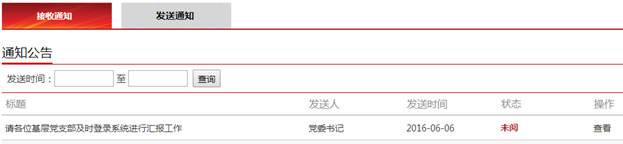 接收通知 发送通知
通知公告
发送时间： 至 查询
标题 发送人 发送时间 状态 操作
请各位基层党支部及时登录系统进行汇报工作 党委书记 2016-06-06 未阅 查看